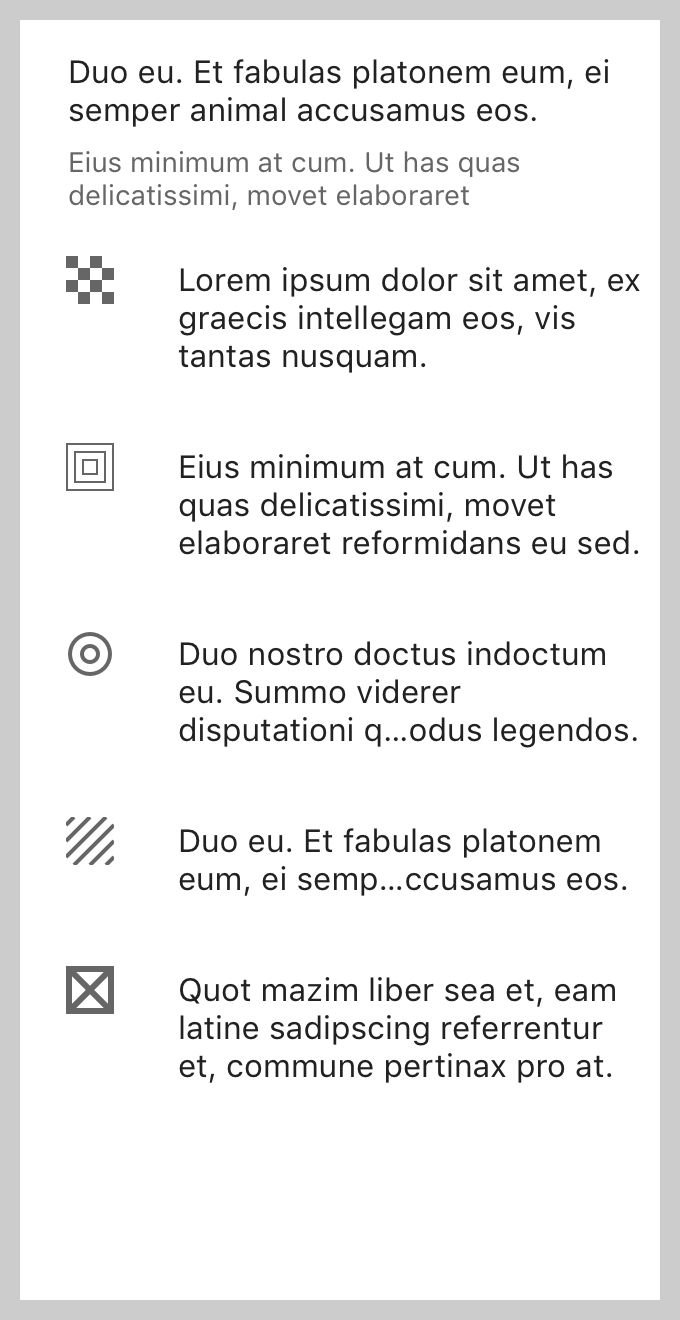 Duo eu. Et fabulas platonem eum, ei
semper animal accusamus eos.
Eius minimum at cum. Ut has quas
delicatissimi, movet elaboraret
Lorem ipsum dolor sit amet, ex
graecis intellegam eos, vis
tantas nusquam.
Eius minimum at cum. Ut has
quas delicatissimi, movet
elaboraret reformidans eu sed.
Duo nostro doctus indoctum
eu. Summo viderer
disputationi q...odus legendos.
Duo eu. Et fabulas platonem
eum, ei semp...ccusamus eos.
Quot mazim liber sea et, eam
latine sadipscing referrentur
et, commune pertinax pro at.